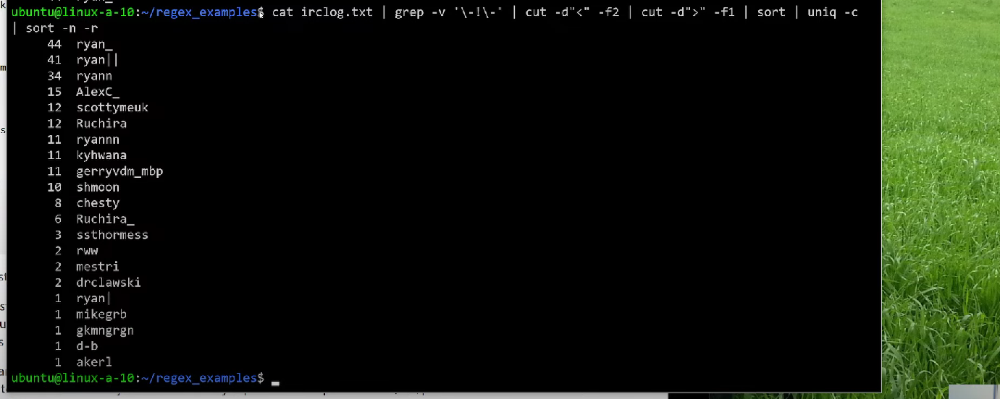 ubuntu@linux-a-10:~/regex_examples$ cat irclog.txt | grep -v '\-!\-' | cut -d"<" -f2 | cut -d">" -f1 | sort | uniq -c
| sort -n -r
44 ryan_
41 ryan||
34 ryann
15 AlexC_
12 scottymeuk
12 Ruchira
11 ryannn
11 kyhwana
11 gerryvdm_mbp
10 shmoon
8 chesty
6 Ruchira_
3 ssthormess
2 rww
2 mestri
2 drclawski
1 ryan|
1 mikegrb
1 gkmngrgn
1 d-b
1 akerl
ubuntu@linux-a-10:~/regex_examples$ _